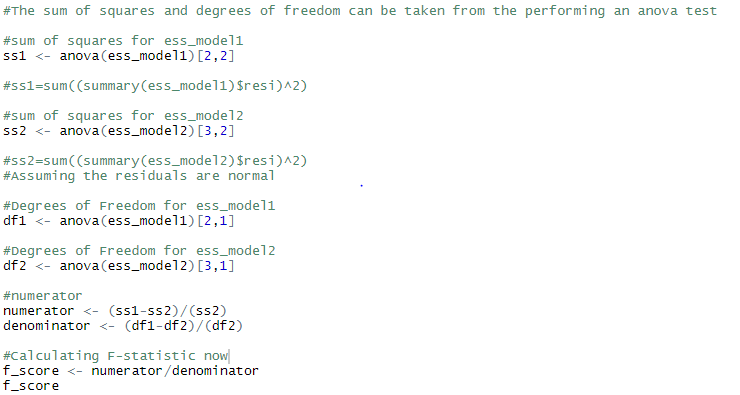 #The sum of squares and degrees of freedom can be taken from the performing an anova test
#sum of squares for ess_model1
ss1 <- anova(ess_model1)[2,2]
#ss1=sum((summary(ess_model1)$resi)^2)
#sum of squares for ess_model2
ss2 <- anova(ess_model2)[3,2]
#ss2=sum((summary(ess_model2)$resi)^2)
#Assuming the residuals are normal
#Degrees of Freedom for ess_model1
df1 <- anova(ess_model1)[2,1]
#Degrees of Freedom for ess_model2
df2 <- anova(ess_model2)[3,1]
#numerator
numerator <- (ss1-ss2)/(ss2)
denominator <- (df1-df2)/(df2)
#Calculating F-statistic now
f_score <- numerator/denominator
f_score